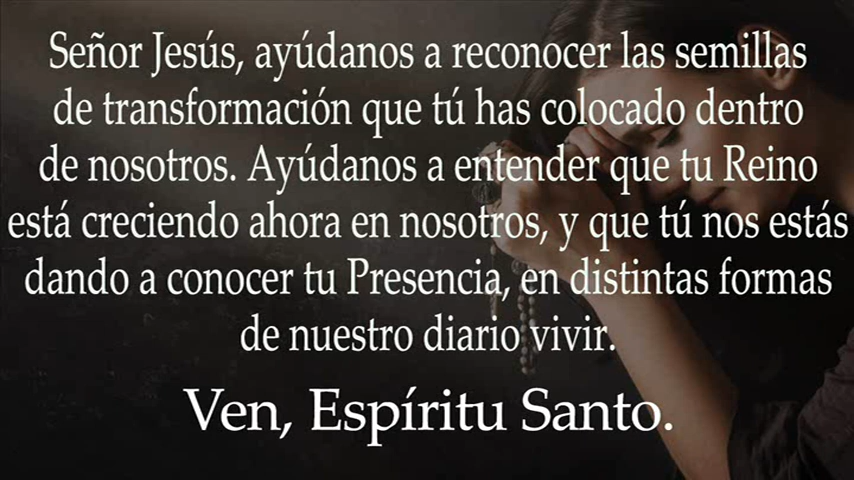 Señor Jesús, ayúdanos a reconocer las semillas
de transformación que tú has colocado dentro
de nosotros. Ayúdanos a entender que tu Reino
está creciendo ahora en nosotros, y que tú nos estás
dando a conocer tu Presencia, en distintas formas
de nuestro diario vivir.
Ven, Espíritu Santo.